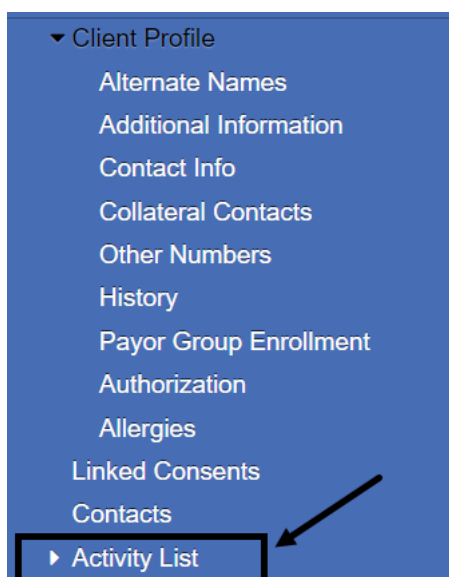 Client Profile
Alternate Names
Additional Information
Contact Info
Collateral Contacts
Other Numbers
History
Payor Group Enrollment
Authorization
Allergies
Linked Consents
Contacts
Activity List